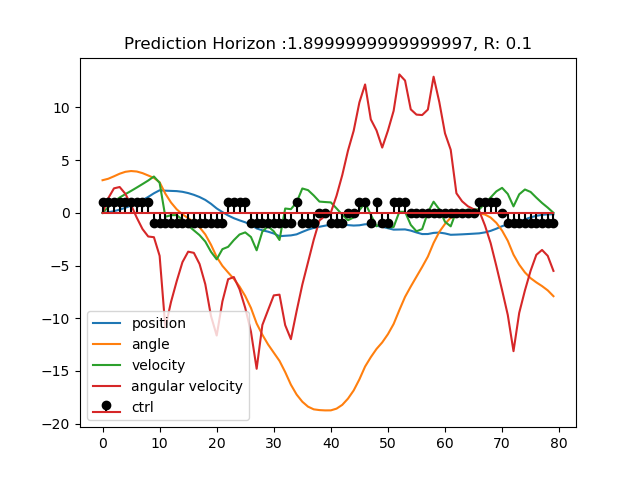 Prediction Horizon :1.8999999999999997, R: 0.1
10
5
0
−5
−10
−15
−20
position
angle
velocity
angular velocity
ctrl
0 10 20 30 40 50 60 70 80